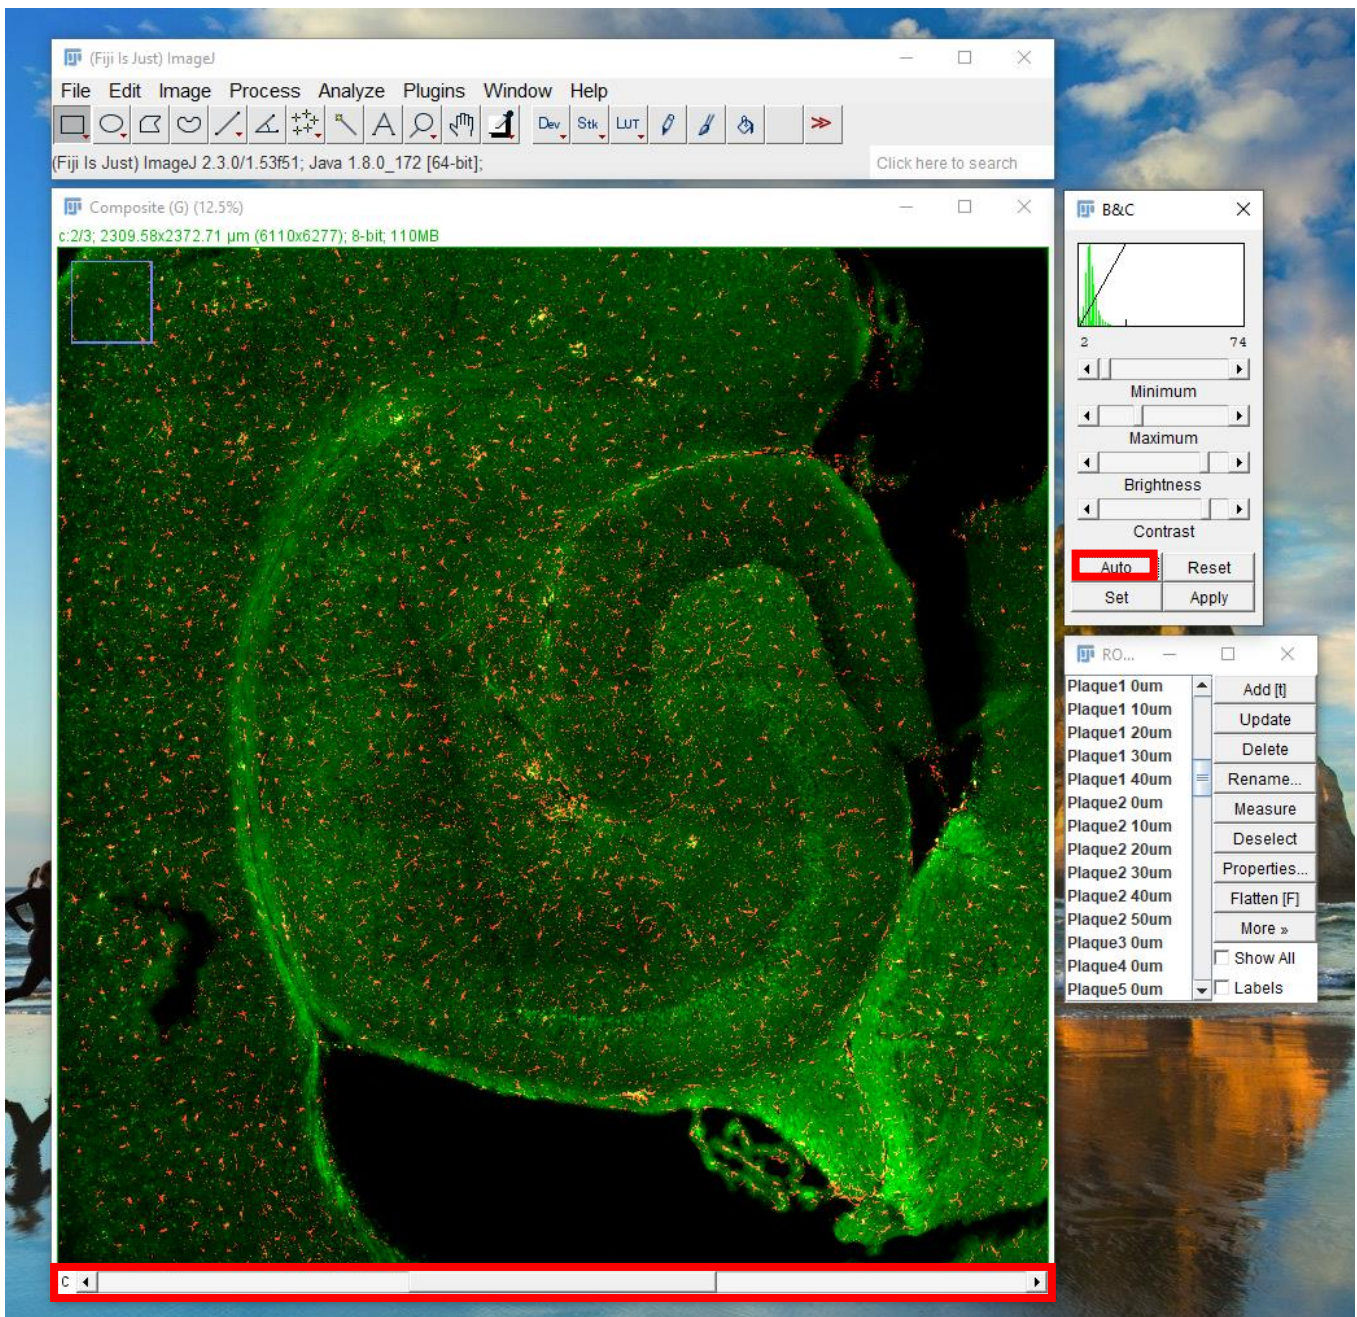 (Fiji Is Just) ImageJ
File Edit Image Process Analyze Plugins Window Help
Dev Stk LUT
(Fiji Is Just) ImageJ 2.3.0/1.53f51; Java 1.8.0_172 [64-bit];
Click here to search
Composite (G) (12.5%)
c:2/3; 2309.58x2372.71 µm (6110x6277); 8-bit; 110MB
C
B&C
2 74
Minimum
Maximum
Brightness
Contrast
Auto Reset
Set Apply
RO...
Plaque1 0um
Plaque1 10um
Plaque1 20um
Plaque1 30um
Plaque1 40um
Plaque2 0um
Plaque2 10um
Plaque2 20um
Plaque2 30um
Plaque2 40um
Plaque2 50um
Plaque3 0um
Plaque4 0um
Plaque5 0um
Add [t]
Update
Delete
Rename...
Measure
Deselect
Properties...
Flatten [F]
More »
Show All
Labels